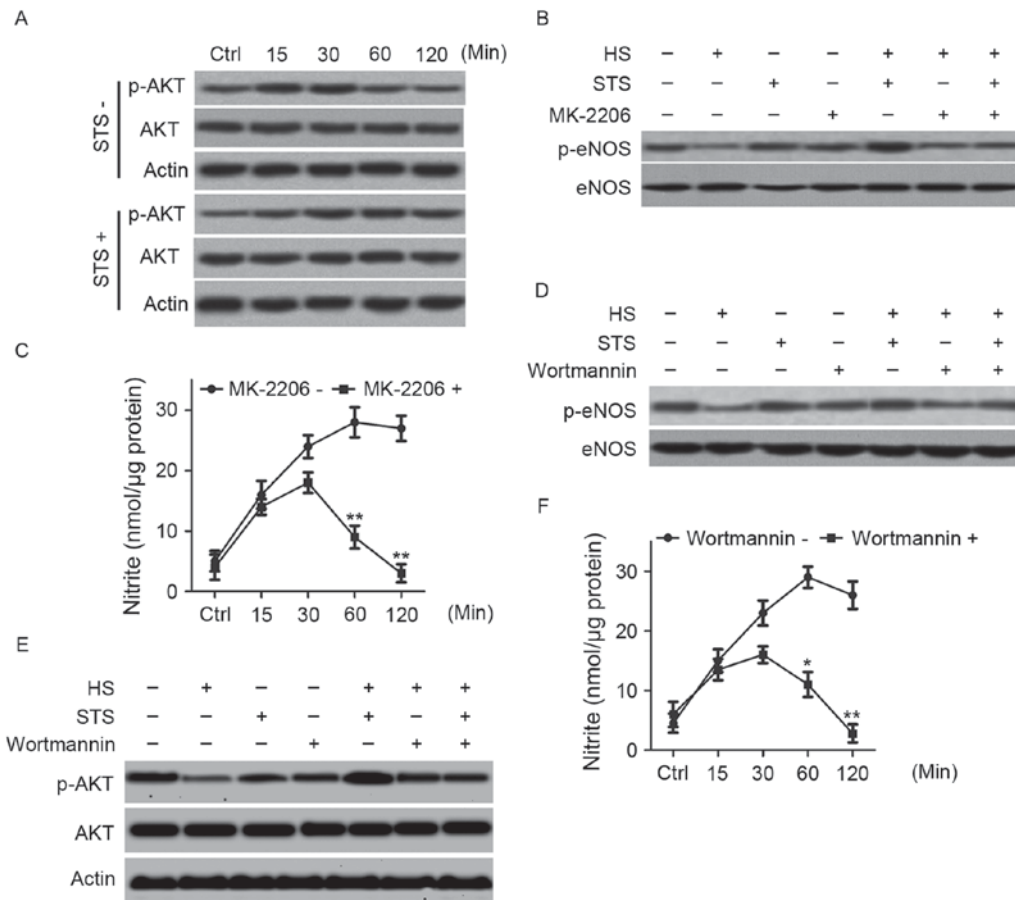 A
Ctrl 15 30 60 120 (Min)
STS -
p-AKT
AKT
Actin
STS +
p-AKT
AKT
Actin
B
HS – + – – + + +
STS – – + – + – +
MK-2206 – – – + – + +
p-eNOS
eNOS
C
MK-2206 - MK-2206 +
Nitrite (nmol/µg protein)
30
20
10
0
**
**
Ctrl 15 30 60 120 (Min)
D
HS – + – – + + +
STS – – + – + – +
Wortmannin – – – + – + +
p-eNOS
eNOS
E
HS – + – – + + +
STS – – + – + – +
Wortmannin – – – + – + +
p-AKT
AKT
Actin
F
Wortmannin - Wortmannin +
Nitrite (nmol/µg protein)
30
20
10
0
*
**
Ctrl 15 30 60 120 (Min)